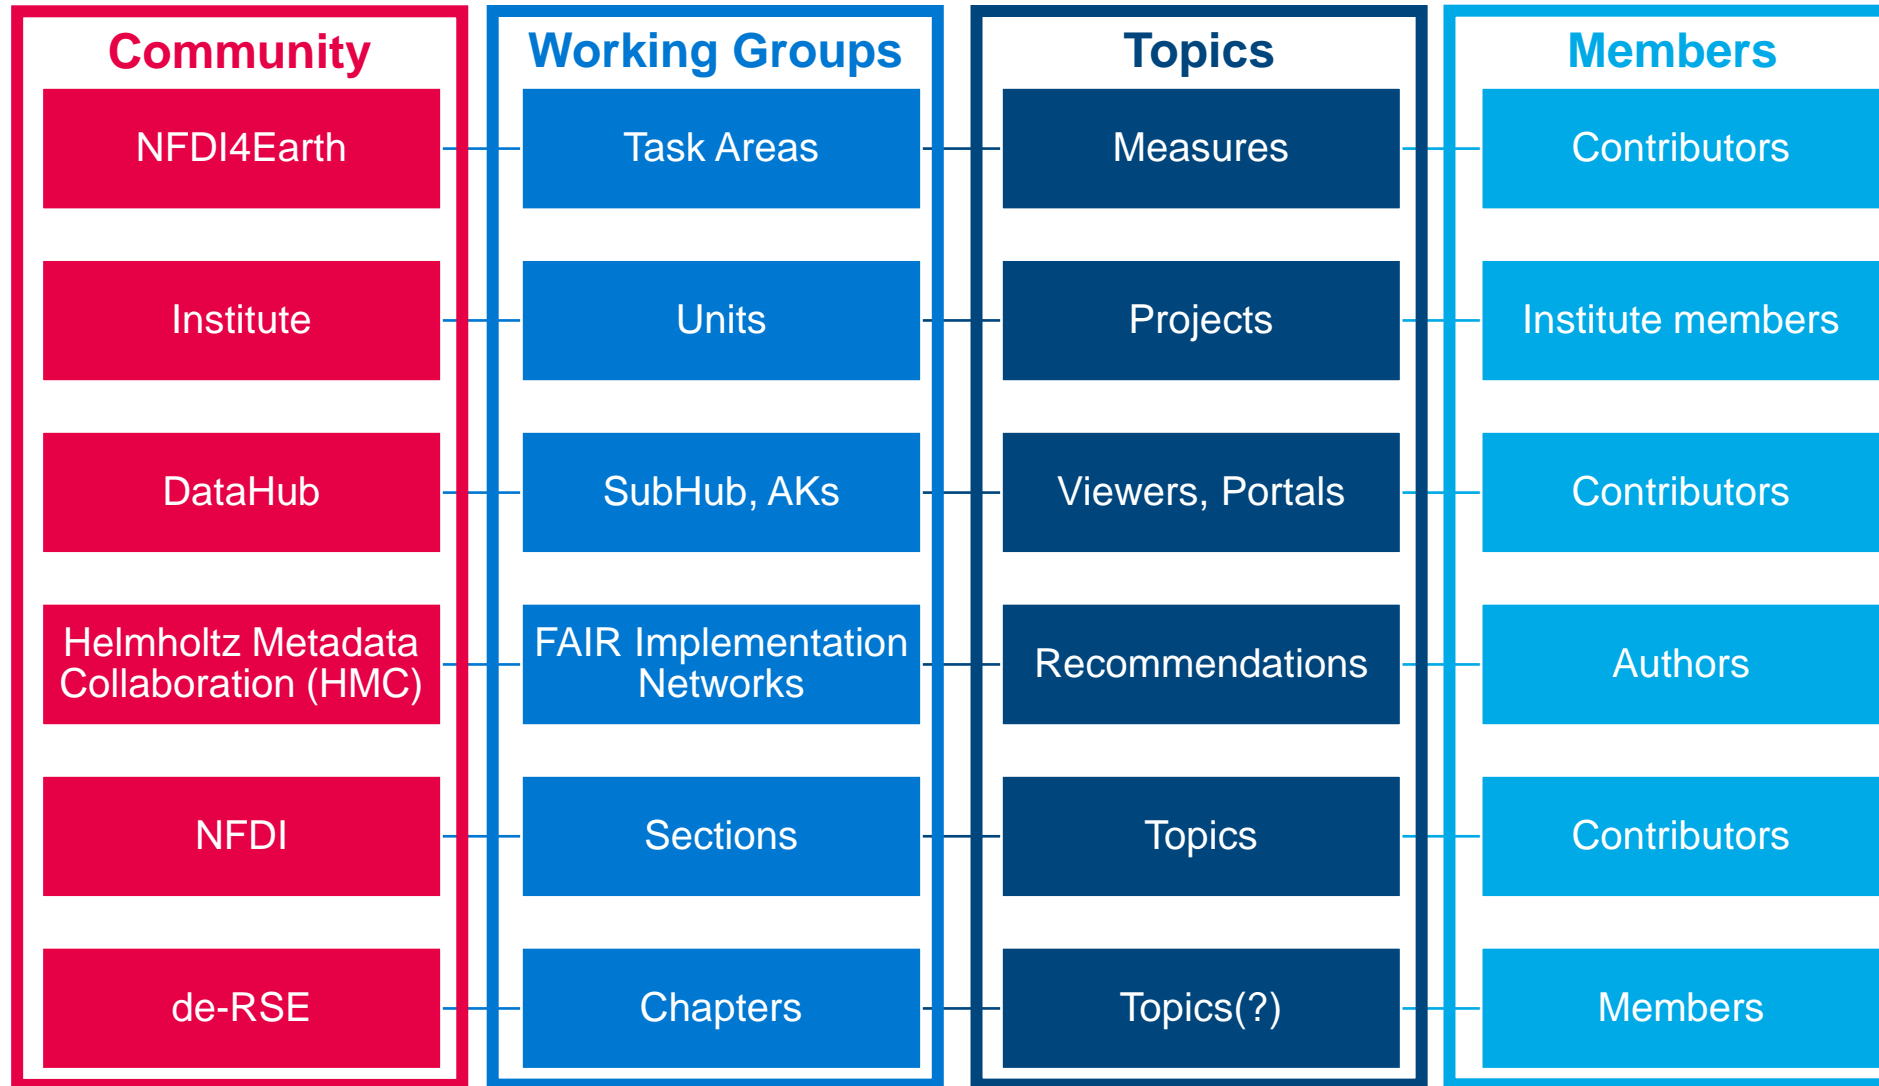 Community
Working Groups
Topics
Members
NFDI4Earth
Task Areas
Measures
Contributors
Institute
Units
Projects
Institute members
DataHub
SubHub, AKs
Viewers, Portals
Contributors
Helmholtz Metadata
Collaboration (HMC)
FAIR Implementation
Networks
Recommendations
Authors
NFDI
Sections
Topics
Contributors
de-RSE
Chapters
Topics(?)
Members